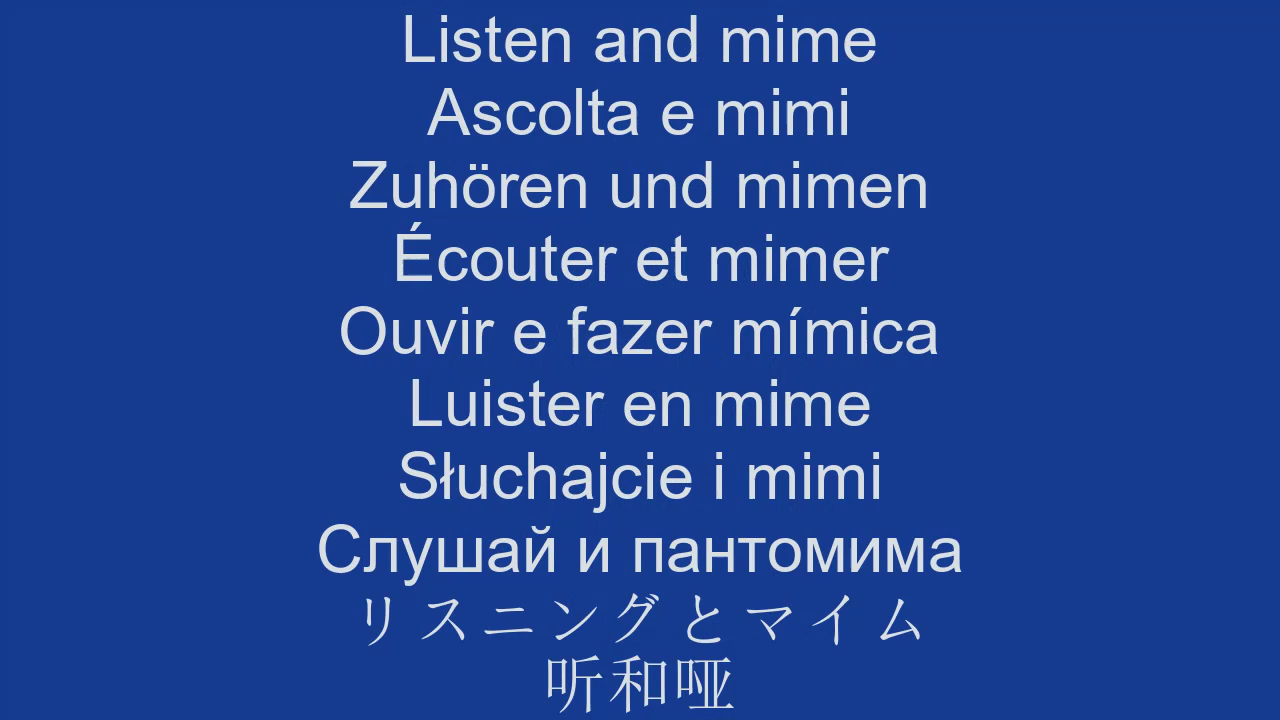 Listen and mime
Ascolta e mimi
Zuhören und mimen
Écouter et mimer
Ouvir e fazer mímica
Luister en mime
Słuchajcie i mimi
Слушай и пантомима
リスニングとマイム
听和哑